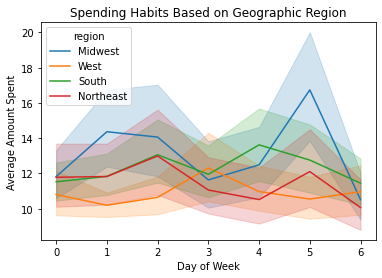 Spending Habits Based on Geographic Region
20
18
16
14
12
10
Average Amount Spent
region
Midwest
West
South
Northeast
0 1 2 3 4 5 6
Day of Week